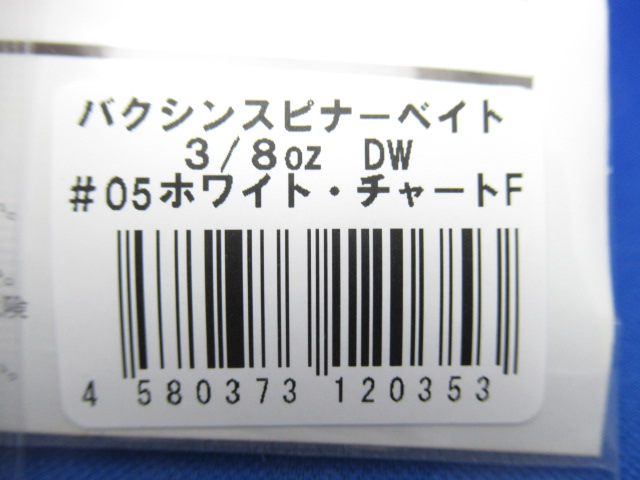 バクシンスピナーベイト
3/8oz DW
#05ホワイト・チャートF
4 580373 120353